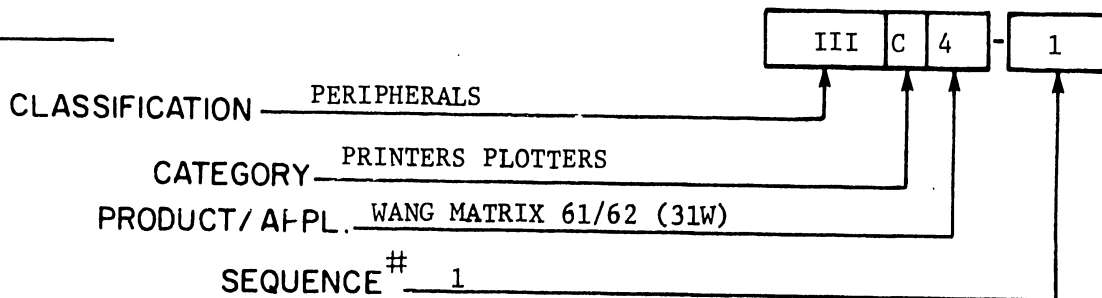 III C 4 - 1
CLASSIFICATION PERIPHERALS
CATEGORY PRINTERS PLOTTERS
PRODUCT/APPL. WANG MATRIX 61/62 (31W)
SEQUENCE # 1